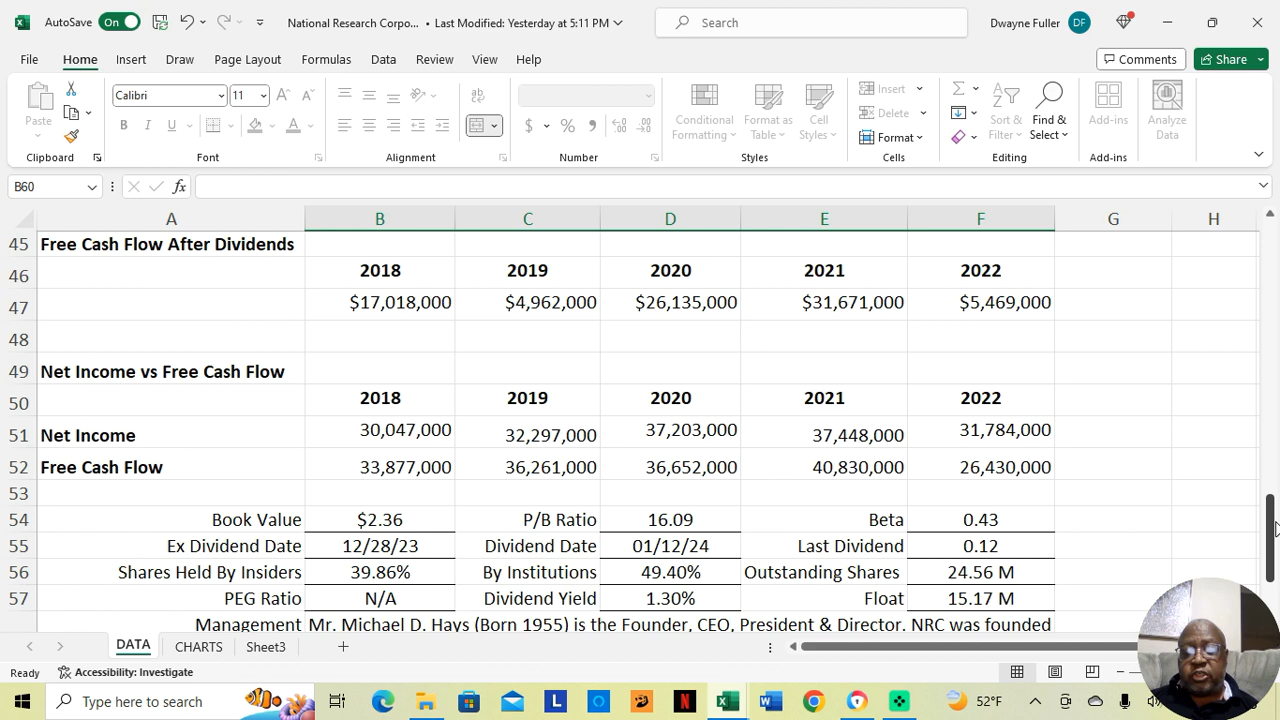 AutoSave On National Research Corpo... • Last Modified: Yesterday at 5:11 PM Search Dwayne Fuller DF
File Home Insert Draw Page Layout Formulas Data Review View Help Comments Share
Paste Calibri 11 Conditional Formatting Format as Table Cell Styles Insert Delete Format Sort & Filter Find & Select Add-ins Analyze Data
Clipboard Font Alignment Number Styles Cells Editing Add-ins
B60 fx
A B C D E F G H
45 Free Cash Flow After Dividends
46 2018 2019 2020 2021 2022
47 $17,018,000 $4,962,000 $26,135,000 $31,671,000 $5,469,000
48
49 Net Income vs Free Cash Flow
50 2018 2019 2020 2021 2022
51 Net Income 30,047,000 32,297,000 37,203,000 37,448,000 31,784,000
52 Free Cash Flow 33,877,000 36,261,000 36,652,000 40,830,000 26,430,000
53
54 Book Value $2.36 P/B Ratio 16.09 Beta 0.43
55 Ex Dividend Date 12/28/23 Dividend Date 01/12/24 Last Dividend 0.12
56 Shares Held By Insiders 39.86% By Institutions 49.40% Outstanding Shares 24.56 M
57 PEG Ratio N/A Dividend Yield 1.30% Float 15.17 M
Management Mr. Michael D. Hays (Born 1955) is the Founder, CEO, President & Director. NRC was founded
DATA CHARTS Sheet3
Ready Accessibility: Investigate
Type here to search 52°F